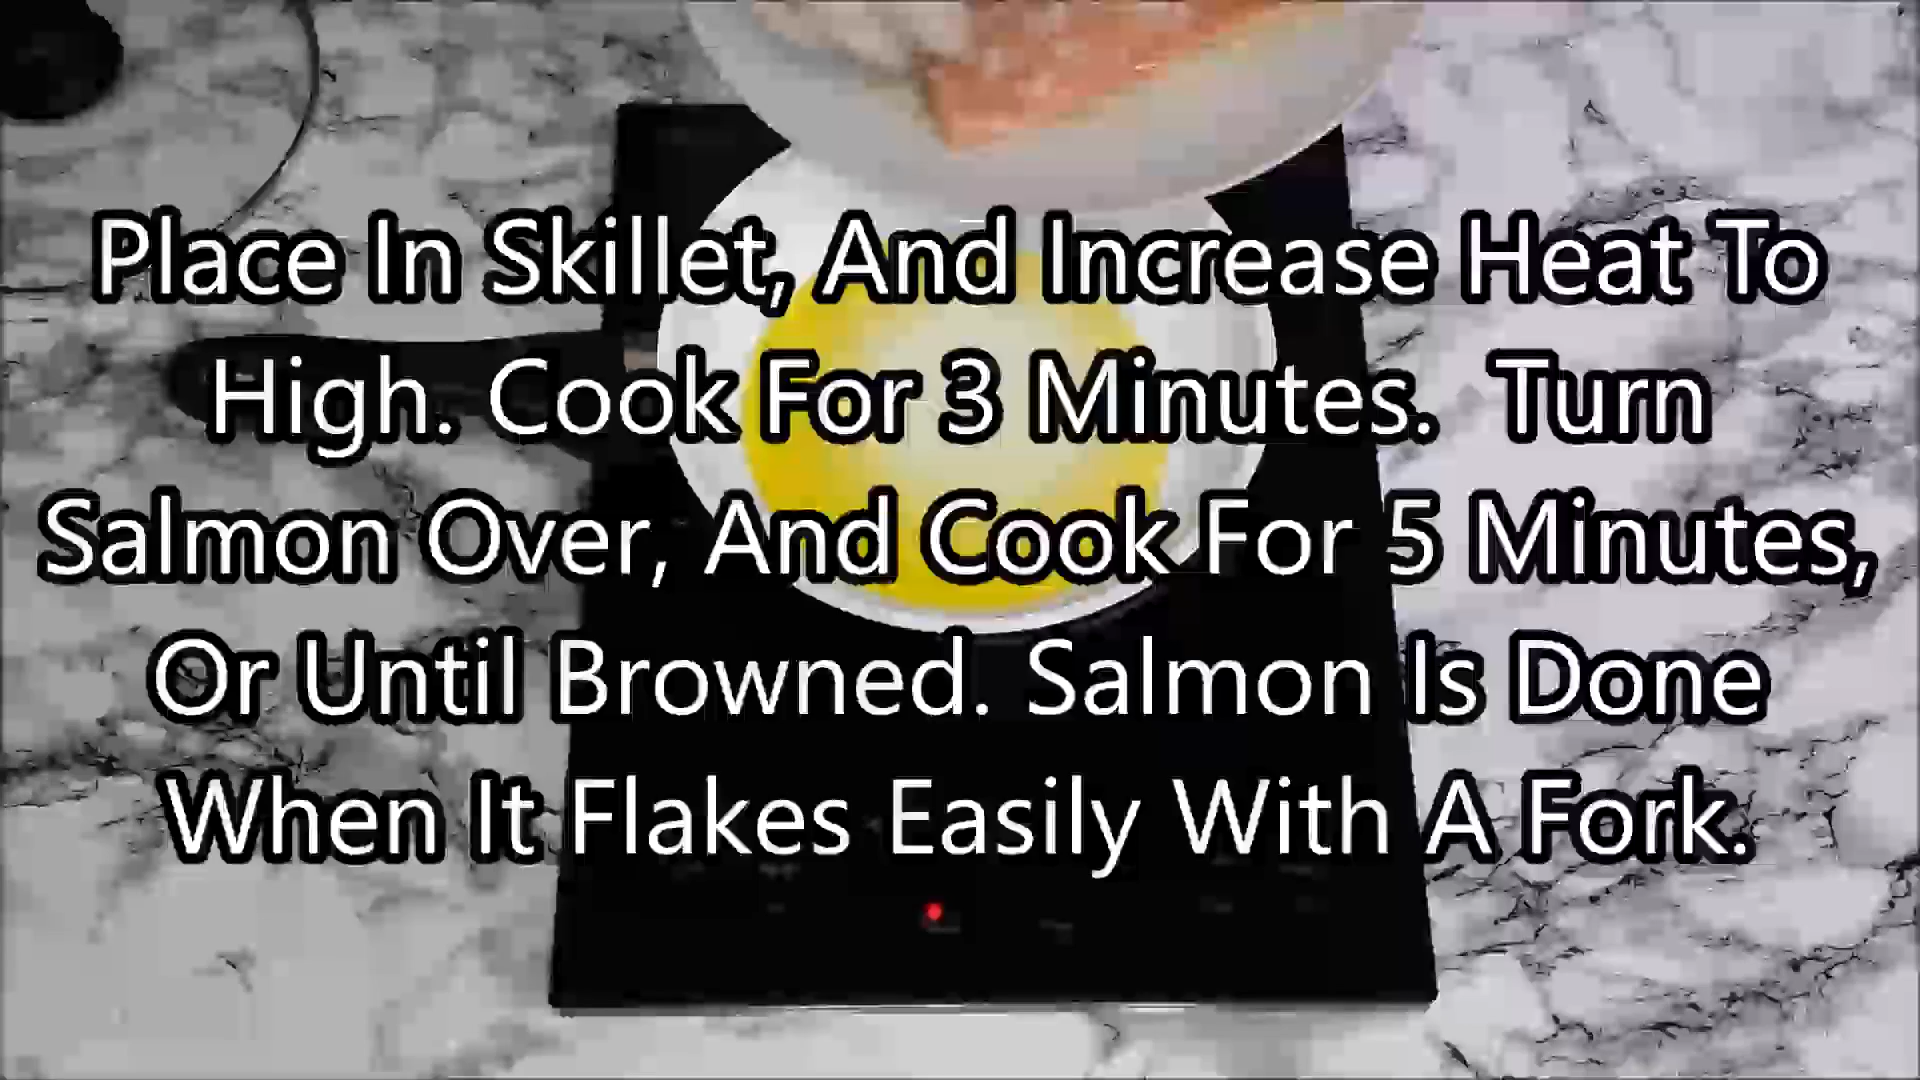 Place In Skillet, And Increase Heat To
High. Cook For 3 Minutes.  Turn
Salmon Over, And Cook For 5 Minutes,
Or Until Browned. Salmon Is Done
When It Flakes Easily With A Fork.